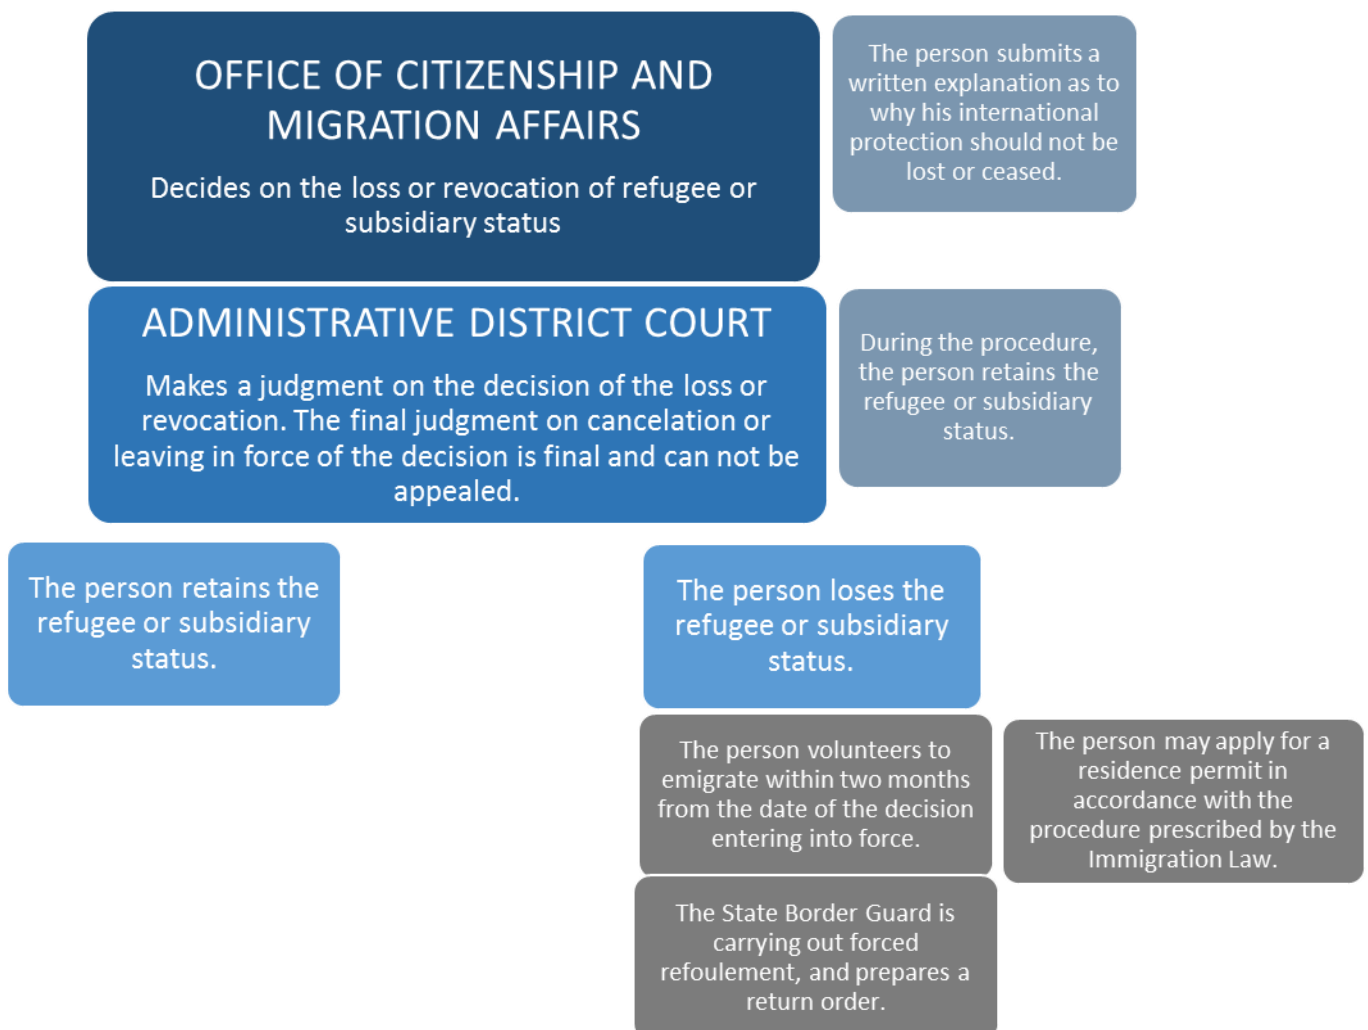 OFFICE OF CITIZENSHIP AND
MIGRATION AFFAIRS
Decides on the loss or revocation of refugee or
subsidiary status
The person submits a
written explanation as to
why his international
protection should not be
lost or ceased.
ADMINISTRATIVE DISTRICT COURT
Makes a judgment on the decision of the loss or
revocation. The final judgment on cancelation or
leaving in force of the decision is final and can not be
appealed.
During the procedure,
the person retains the
refugee or subsidiary
status.
The person retains the
refugee or subsidiary
status.
The person loses the
refugee or subsidiary
status.
The person volunteers to
emigrate within two months
from the date of the decision
entering into force.
The person may apply for a
residence permit in
accordance with the
procedure prescribed by the
Immigration Law.
The State Border Guard is
carrying out forced
refoulement, and prepares a
return order.